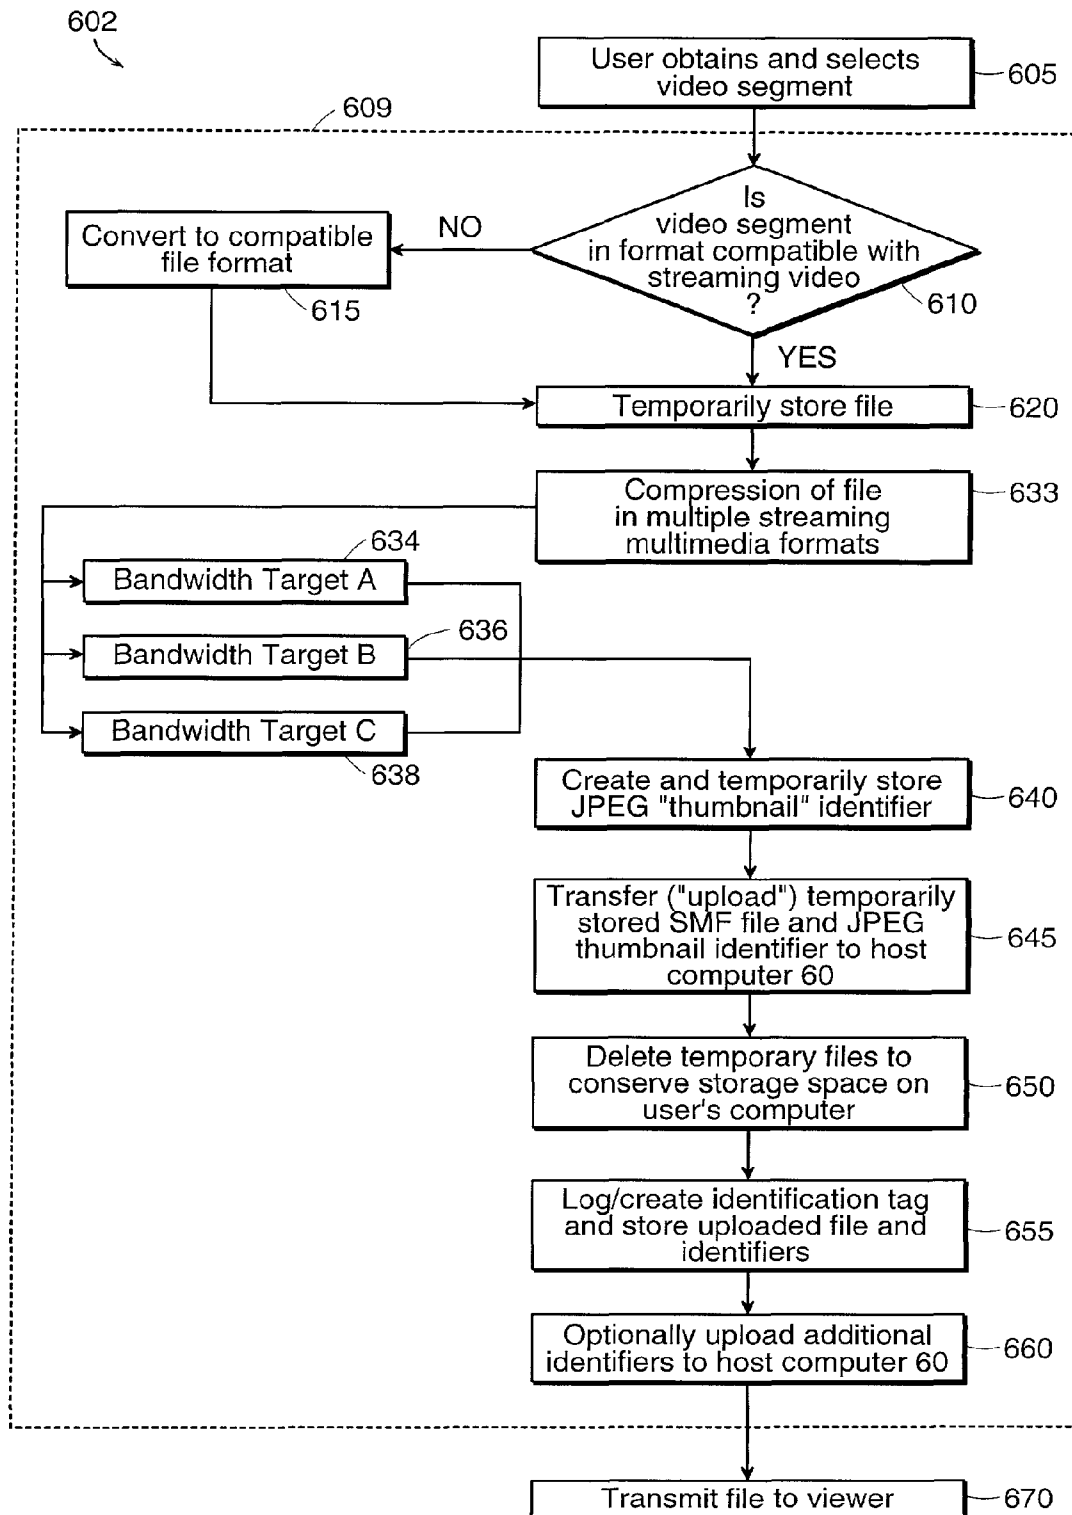 602
User obtains and selects
video segment
605
609
Is
video segment
in format compatible with
streaming video
?
610
NO
Convert to compatible
file format
615
YES
Temporarily store file
620
Compression of file
in multiple streaming
multimedia formats
633
634
Bandwidth Target A
636
Bandwidth Target B
Bandwidth Target C
638
Create and temporarily store
JPEG "thumbnail" identifier
640
Transfer ("upload") temporarily
stored SMF file and JPEG
thumbnail identifier to host
computer 60
645
Delete temporary files to
conserve storage space on
user's computer
650
Log/create identification tag
and store uploaded file and
identifiers
655
Optionally upload additional
identifiers to host computer 60
660
Transmit file to viewer
670